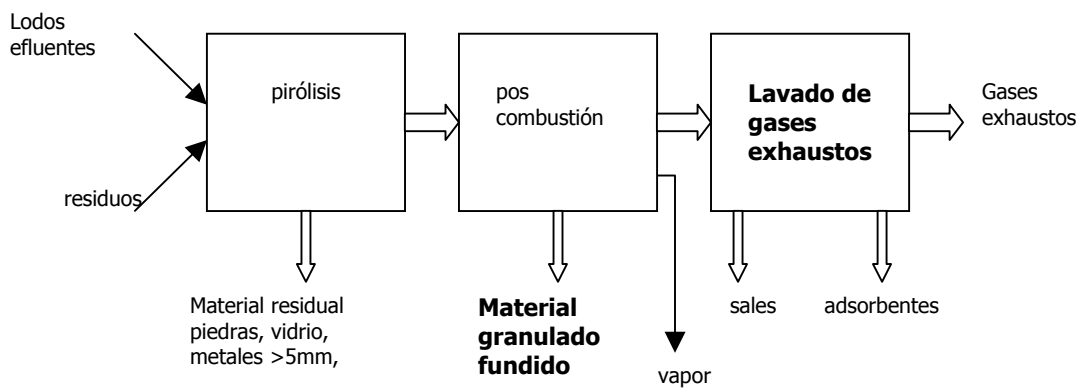 Lodos
efluentes
residuos
pirólisis
pos
combustión
Lavado de
gases
exhaustos
Gases
exhaustos
Material residual
piedras, vidrio,
metales >5mm,
Material
granulado
fundido
vapor
sales
adsorbentes